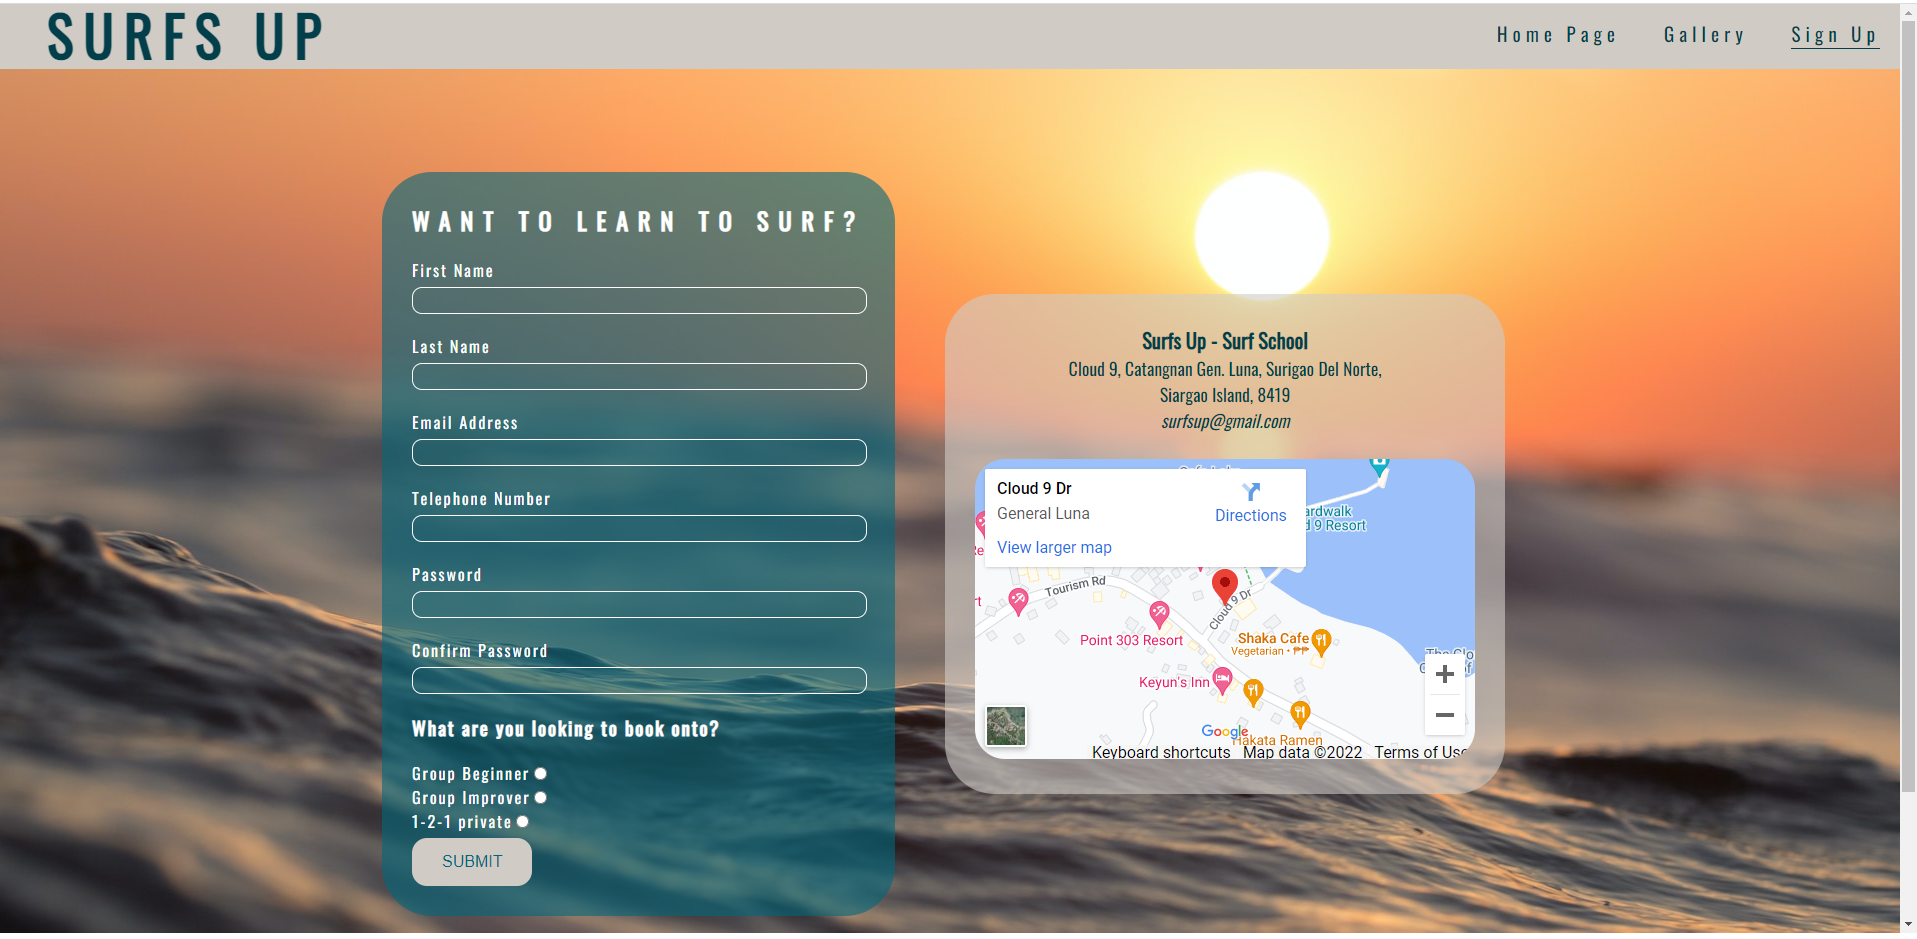 SURFS UP
Home Page
Gallery
Sign Up
WANT TO LEARN TO SURF?
First Name
Last Name
Email Address
Telephone Number
Password
Confirm Password
What are you looking to book onto?
Group Beginner
Group Improver
1-2-1 private
SUBMIT
Surfs Up - Surf School
Cloud 9, Catangnan Gen. Luna, Surigao Del Norte,
Siargao Island, 8419
surfsup@gmail.com
Cloud 9 Dr
General Luna
Directions
View larger map
9 Resort
Tourism Rd
Cloud 9 Dr
Point 303 Resort
Shaka Cafe
Vegetarian • ₱₱
Keyun's Inn
Google
Hakata Ramen
Keyboard shortcuts
Map data ©2022
Terms of Use